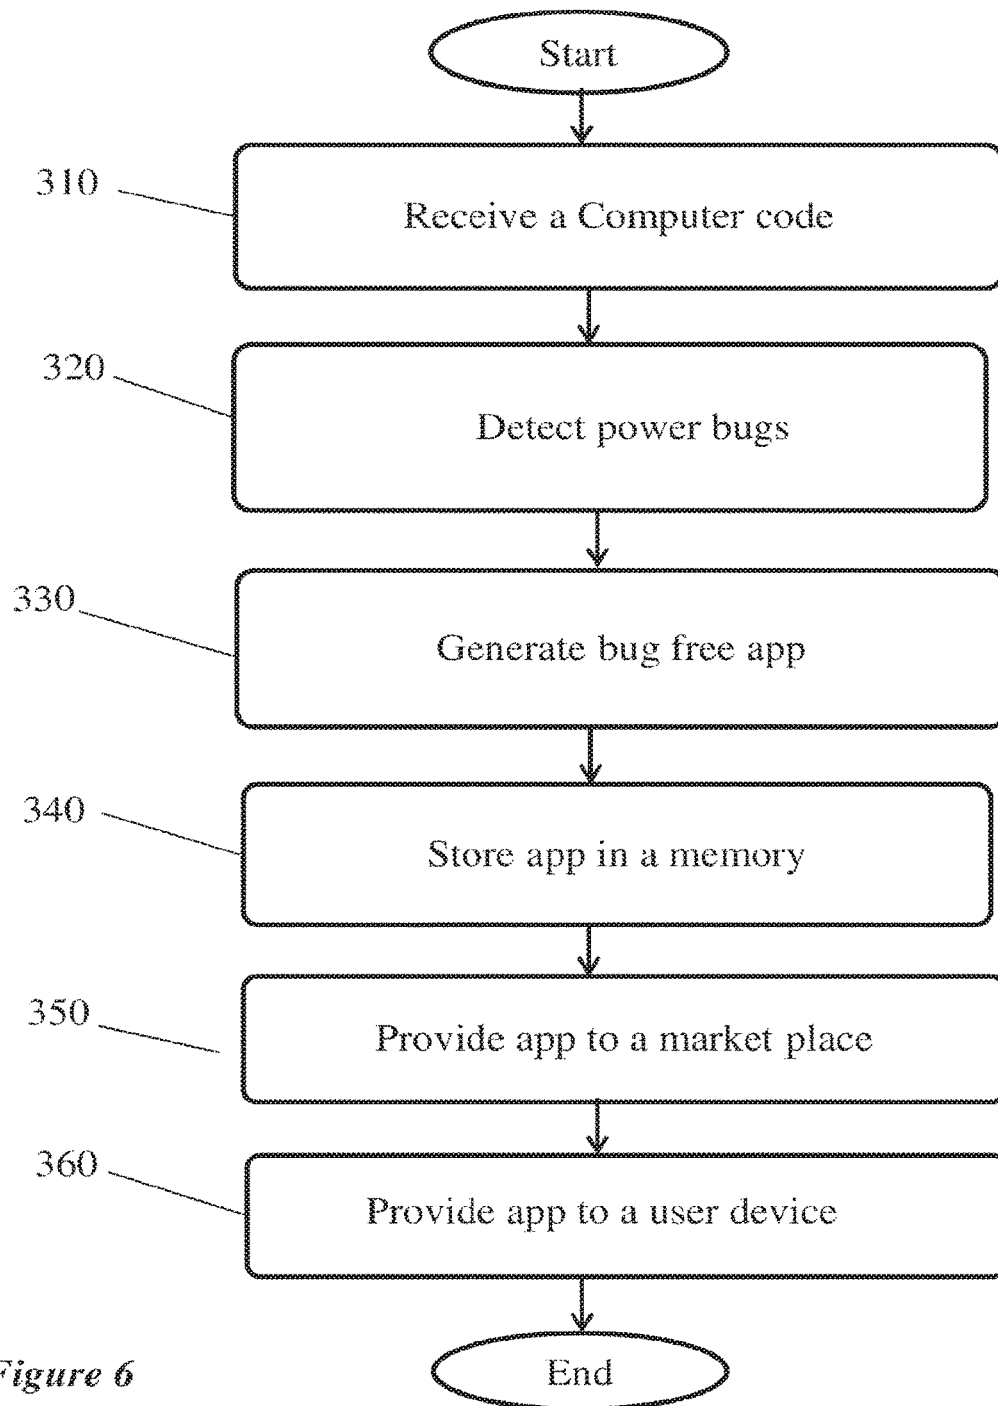 Start
310
Receive a Computer code
320
Detect power bugs
330
Generate bug free app
340
Store app in a memory
350
Provide app to a market place
360
Provide app to a user device
End
Figure 6